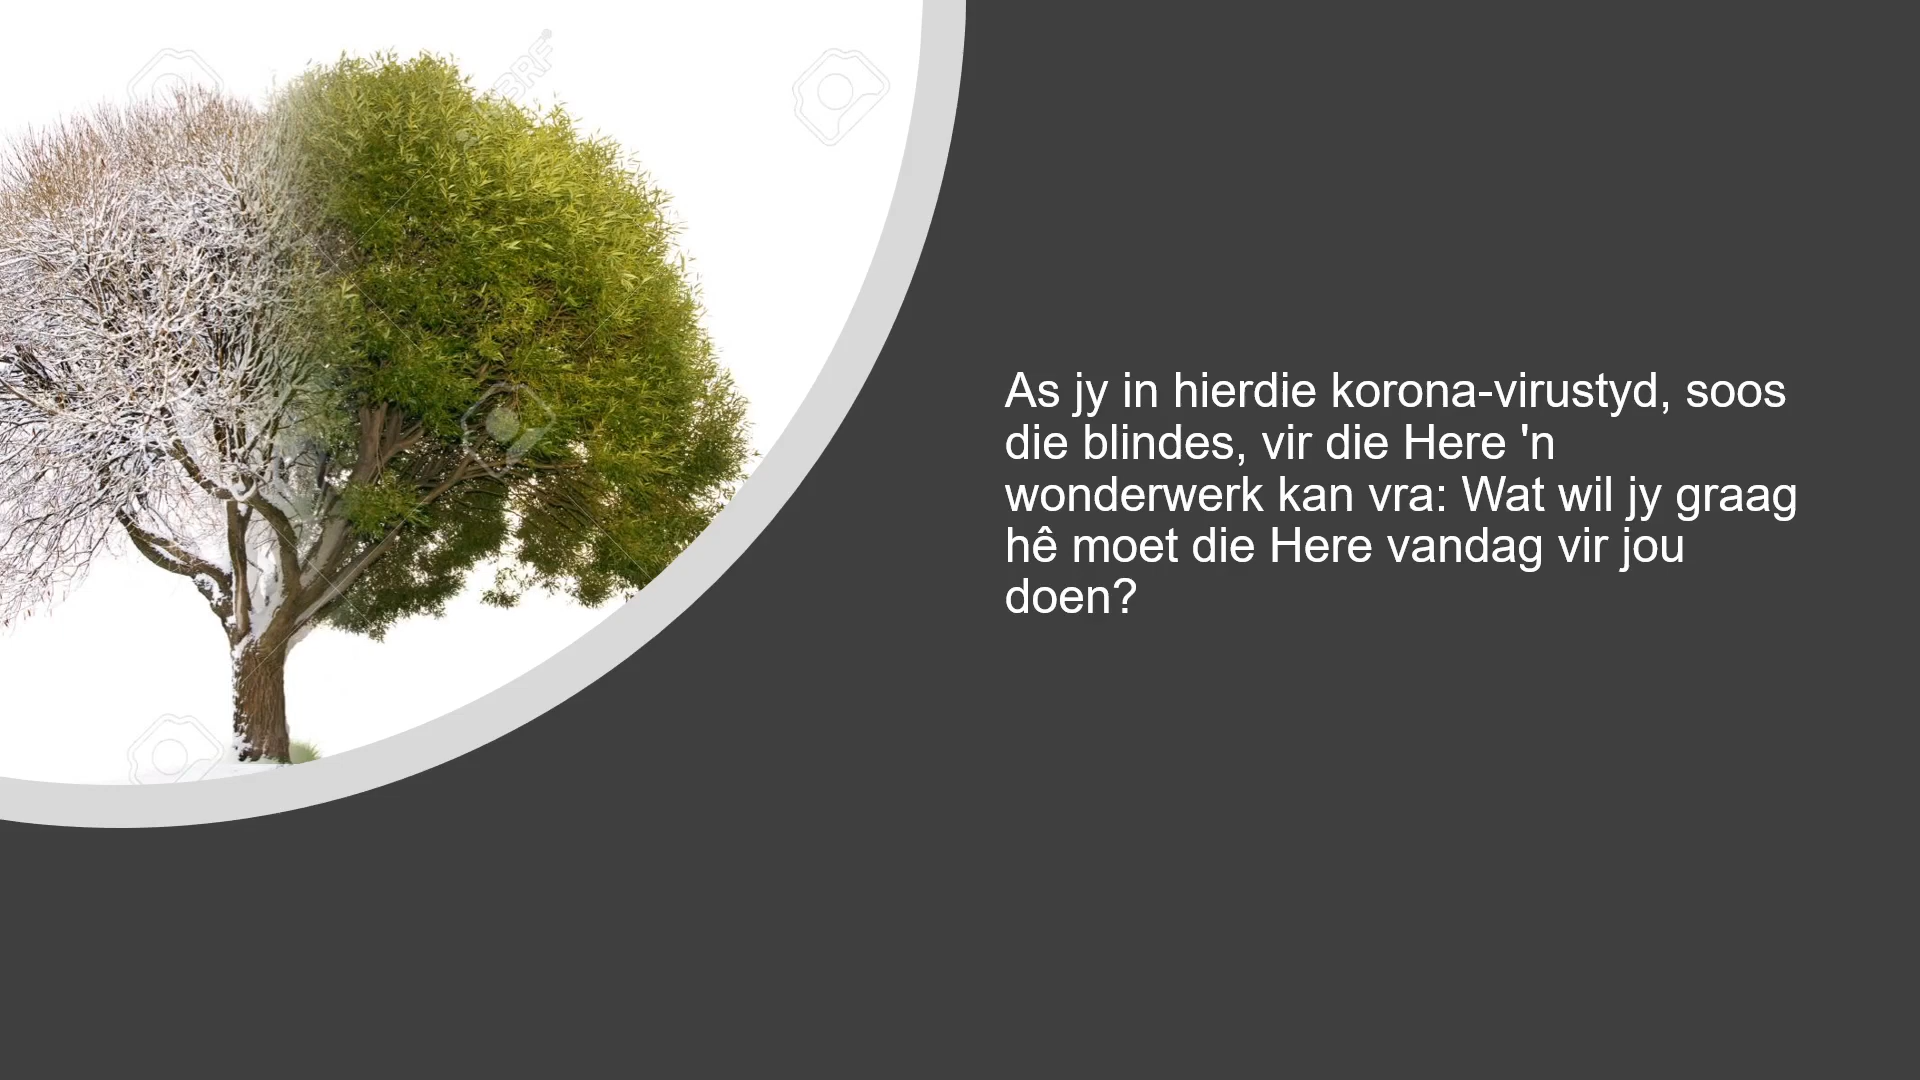 As jy in hierdie korona-virustyd, soos
die blindes, vir die Here 'n
wonderwerk kan vra: Wat wil jy graag
hê moet die Here vandag vir jou
doen?